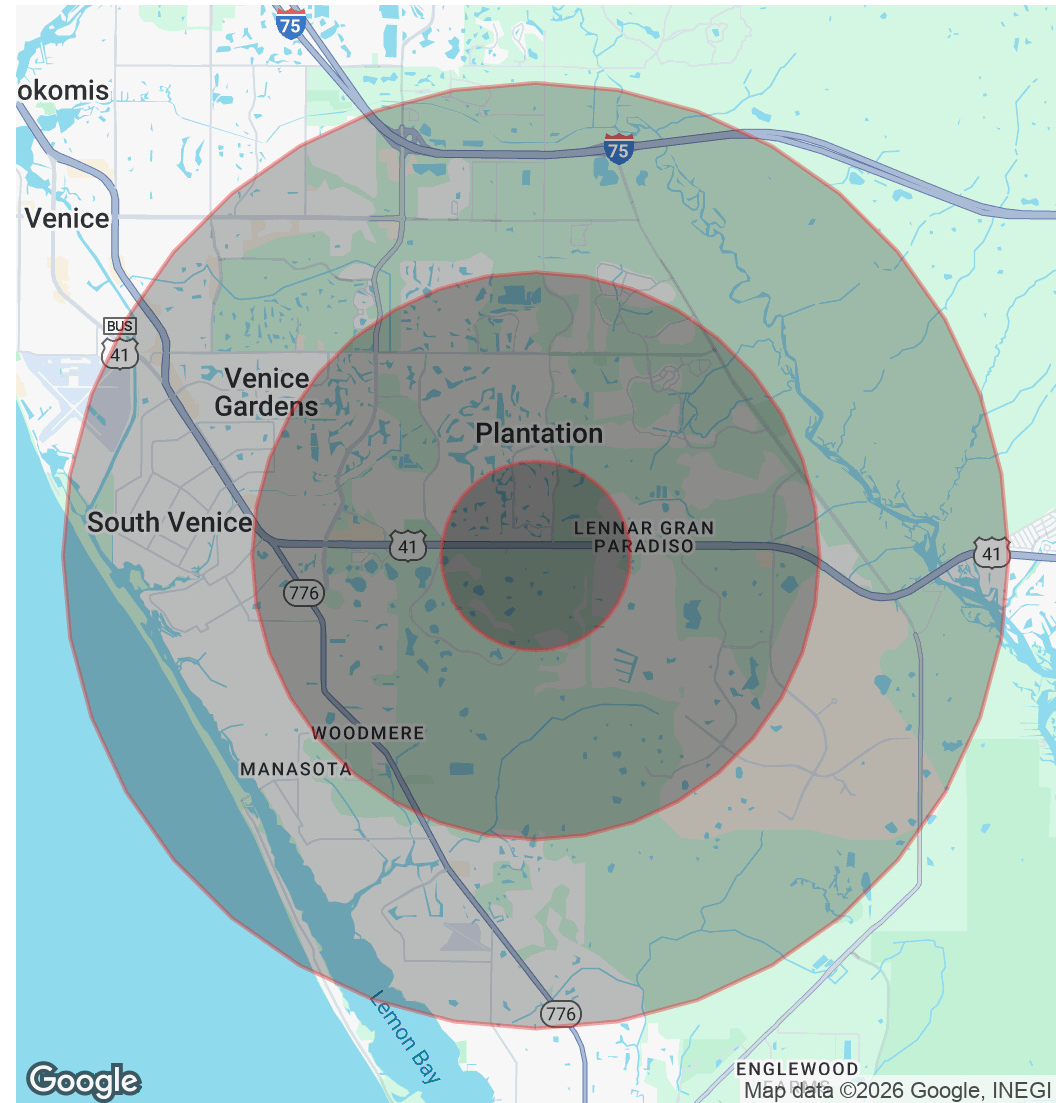 75
okomis
75
Venice
BUS
41
Venice
Gardens
Plantation
South Venice
LENNAR GRAN
PARADISO
41
41
776
WOODMERE
MANASOTA
776
Lemon Bay
ENGLEWOOD
FARMS
Google
Map data ©2026 Google, INEGI